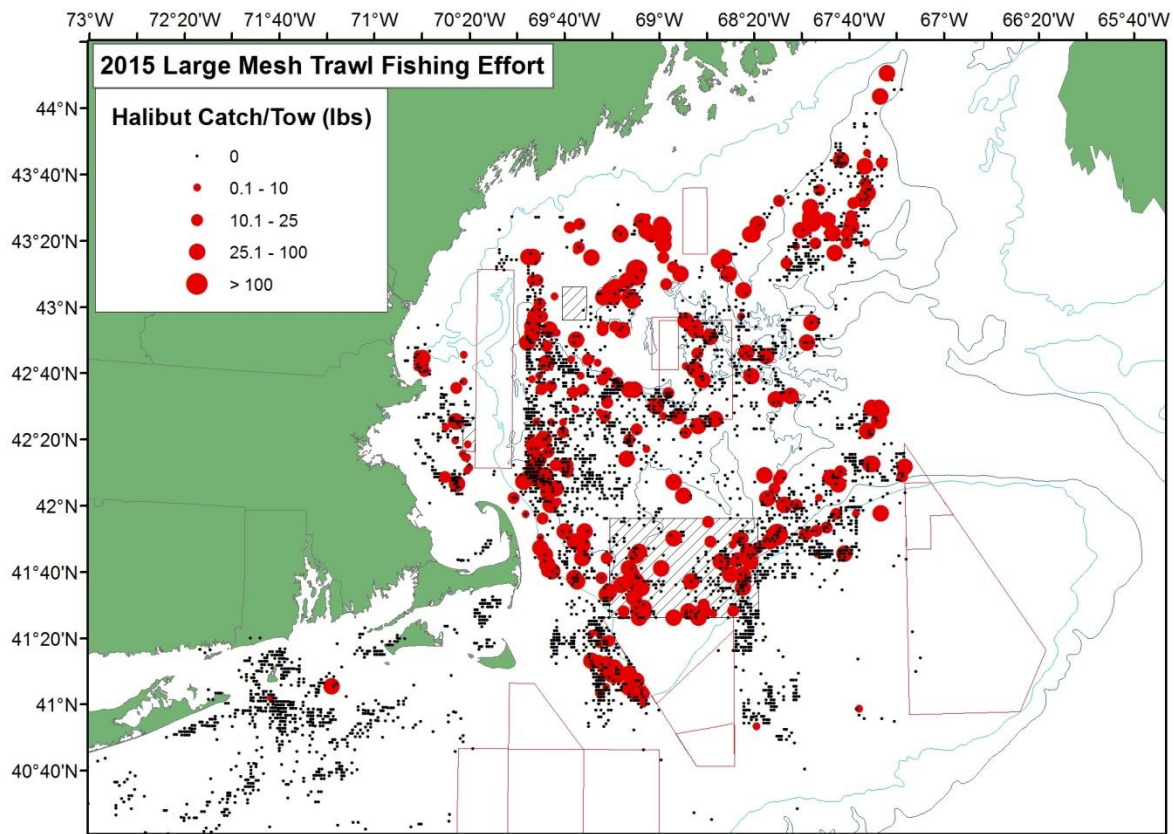 73°W 72°20'W 71°40'W 71°W 70°20'W 69°40'W 69°W 68°20'W 67°40'W 67°W 66°20'W 65°40'W
2015 Large Mesh Trawl Fishing Effort
Halibut Catch/Tow (lbs)
0
0.1 - 10
10.1 - 25
25.1 - 100
> 100
44°N
43°40'N
43°20'N
43°N
42°40'N
42°20'N
42°N
41°40'N
41°20'N
41°N
40°40'N